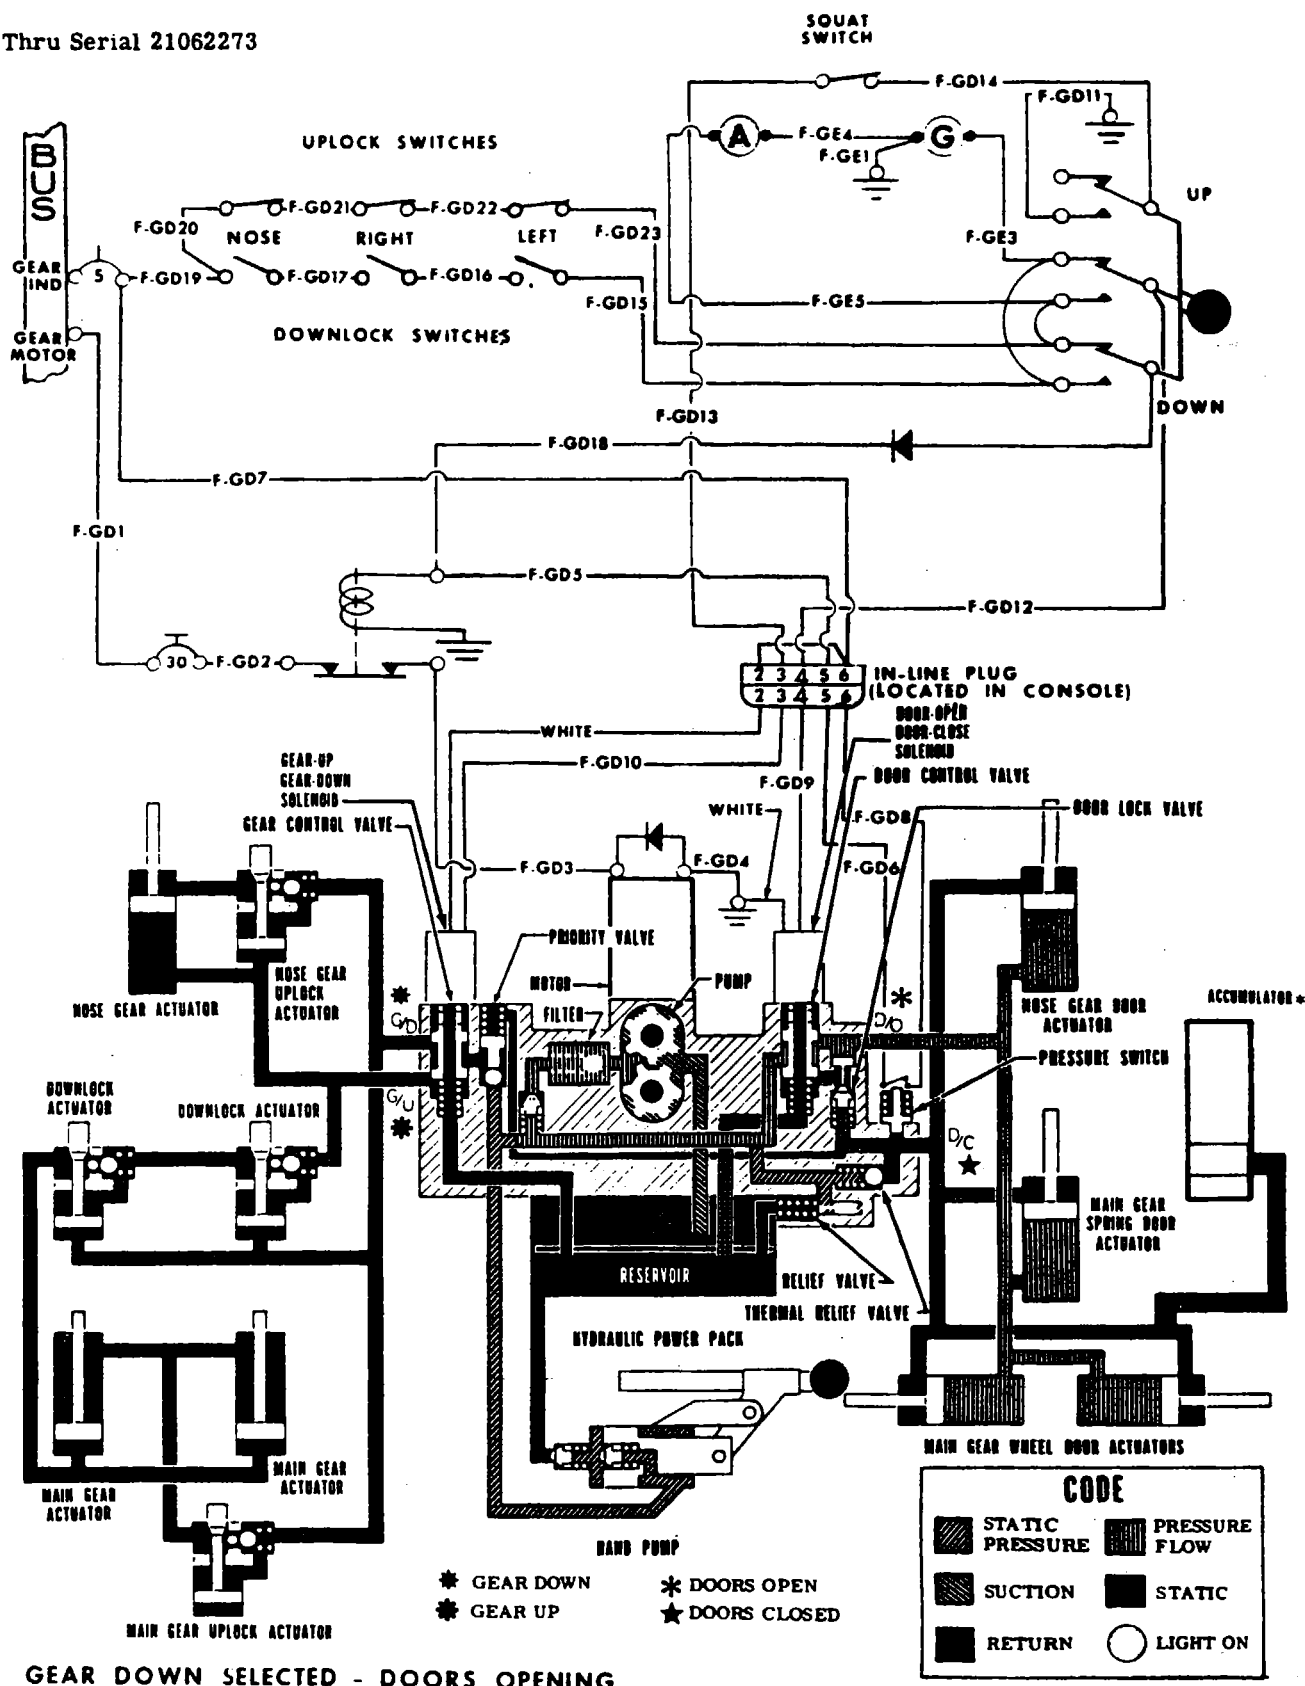 Thru Serial 21062273
SQUAT
SWITCH
F-GD14
F-GD11
A
F-GE4
G
F-GE1
BUS
UPLOCK SWITCHES
UP
F-GD21
F-GD22
F-GD20
NOSE
RIGHT
LEFT
F-GD23
F-GE3
GEAR
IND
5
F-GD19
F-GD17
F-GD16
F-GD15
F-GE5
GEAR
MOTOR
DOWNLOCK SWITCHES
DOWN
F-GD13
F-GD18
F-GD7
F-GD1
F-GD5
F-GD12
30
F-GD2
2 3 4 5 6
2 3 4 5 6
IN-LINE PLUG
(LOCATED IN CONSOLE)
WHITE
DOOR-OPEN
DOOR-CLOSE
SOLENOID
GEAR-UP
GEAR-DOWN
SOLENOID
F-GD10
F-GD9
DOOR CONTROL VALVE
GEAR CONTROL VALVE
WHITE
F-GD8
DOOR LOCK VALVE
F-GD3
F-GD4
F-GD6
PRIORITY VALVE
NOSE GEAR ACTUATOR
NOSE GEAR
UPLOCK
ACTUATOR
MOTOR
PUMP
FILTER
G/D
D/O
NOSE GEAR DOOR
ACTUATOR
ACCUMULATOR *
PRESSURE SWITCH
DOWNLOCK
ACTUATOR
DOWNLOCK ACTUATOR
G/U
D/C
MAIN GEAR
SPRING DOOR
ACTUATOR
RESERVOIR
RELIEF VALVE
THERMAL RELIEF VALVE
HYDRAULIC POWER PACK
MAIN GEAR WHEEL DOOR ACTUATORS
MAIN GEAR
ACTUATOR
MAIN GEAR
ACTUATOR
HAND PUMP
MAIN GEAR UPLOCK ACTUATOR
GEAR DOWN
GEAR UP
DOORS OPEN
DOORS CLOSED
CODE
STATIC
PRESSURE
PRESSURE
FLOW
SUCTION
STATIC
RETURN
LIGHT ON
GEAR DOWN SELECTED - DOORS OPENING